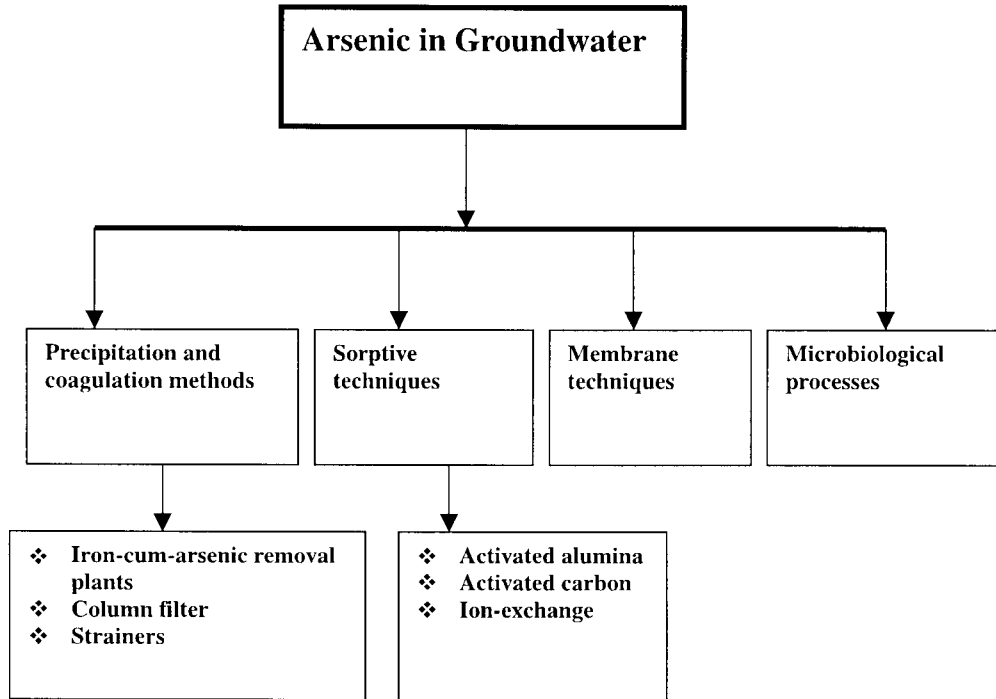 Arsenic in Groundwater
Precipitation and
coagulation methods
Sorptive
techniques
Membrane
techniques
Microbiological
processes
❖ Iron-cum-arsenic removal
plants
❖ Column filter
❖ Strainers
❖ Activated alumina
❖ Activated carbon
❖ Ion-exchange